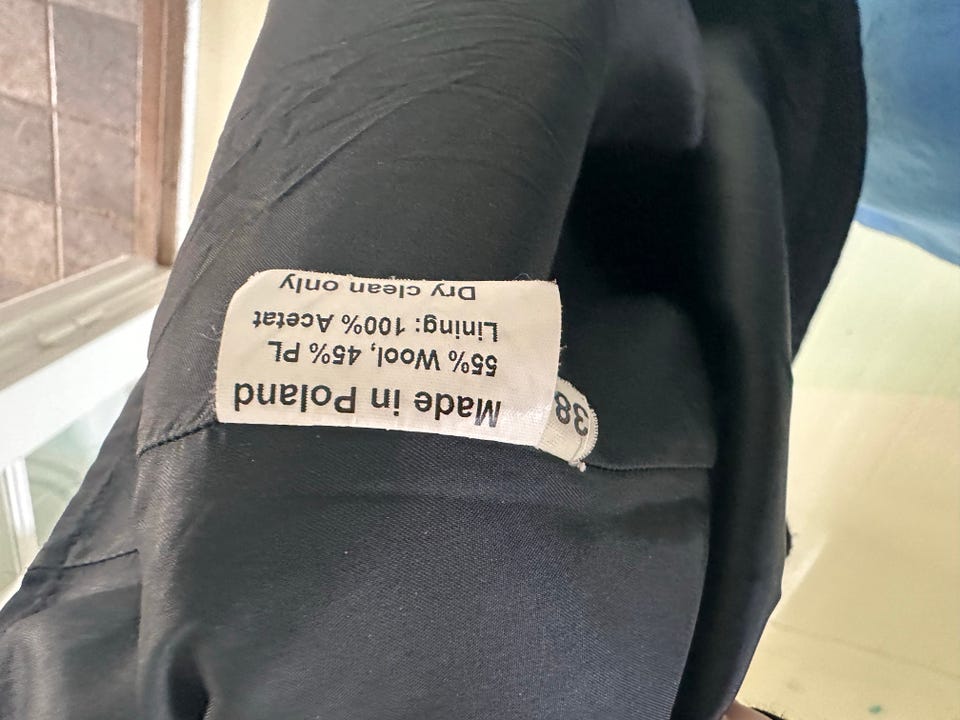 Made in Poland
55% Wool, 45% PL
Lining: 100% Acetat
Dry clean only
38